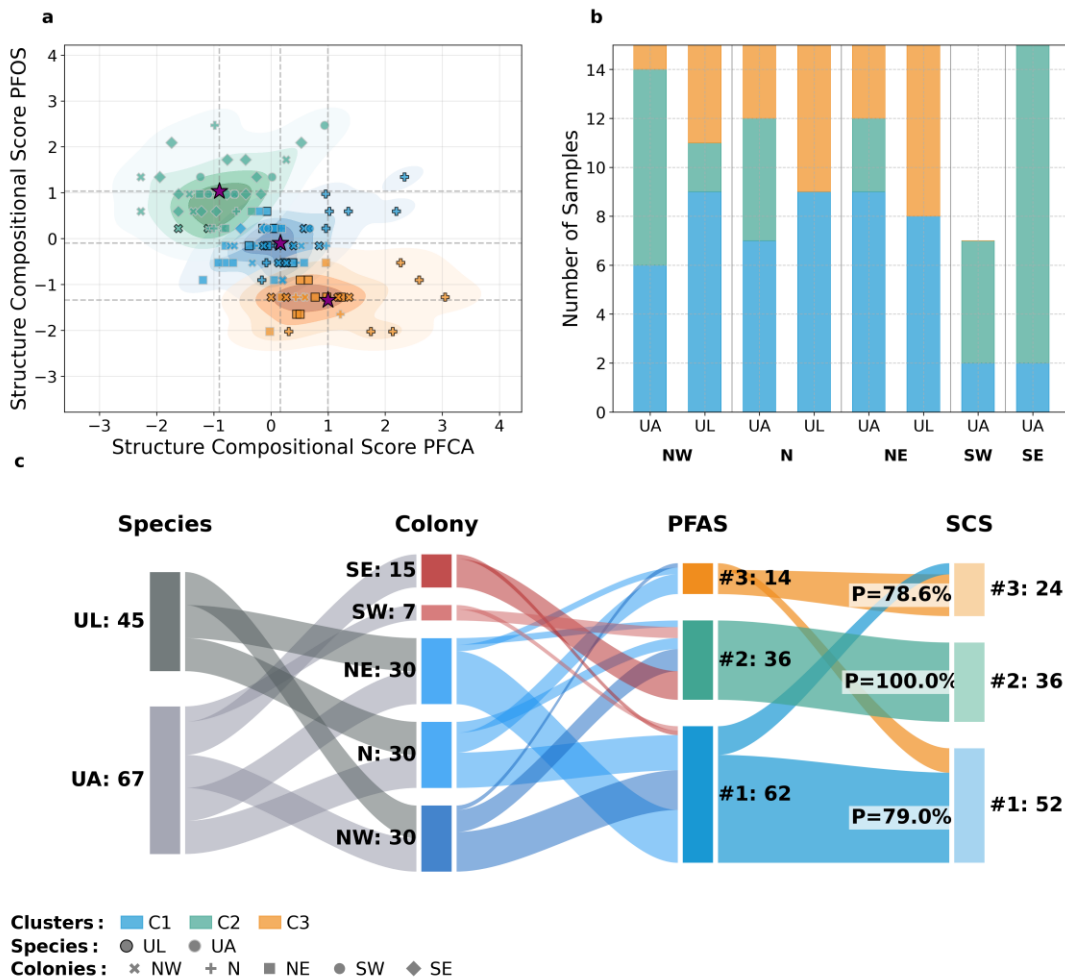 a
b
Structure Compositional Score PFOS
4
3
2
1
0
−1
−2
−3
−3 −2 −1 0 1 2 3 4
Structure Compositional Score PFCA
Number of Samples
14
12
10
8
6
4
2
0
UA UL UA UL UA UL UA UA
NW N NE SW SE
c
Species Colony PFAS SCS
UL: 45
UA: 67
SE: 15
SW: 7
NE: 30
N: 30
NW: 30
#3: 14
#2: 36
#1: 62
P=78.6%
P=100.0%
P=79.0%
#3: 24
#2: 36
#1: 52
Clusters: C1 C2 C3
Species: UL UA
Colonies: NW N NE SW SE